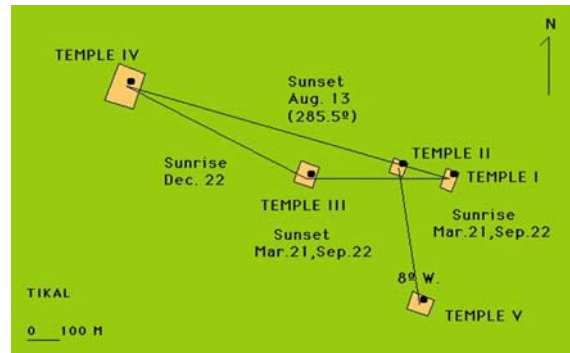 N
TEMPLE IV
Sunset
Aug. 13
(285.5º)
TEMPLE II
Sunrise
Dec. 22
TEMPLE I
TEMPLE III
Sunrise
Mar.21,Sep.22
Sunset
Mar.21,Sep.22
8º W.
TIKAL
TEMPLE V
0 100 M